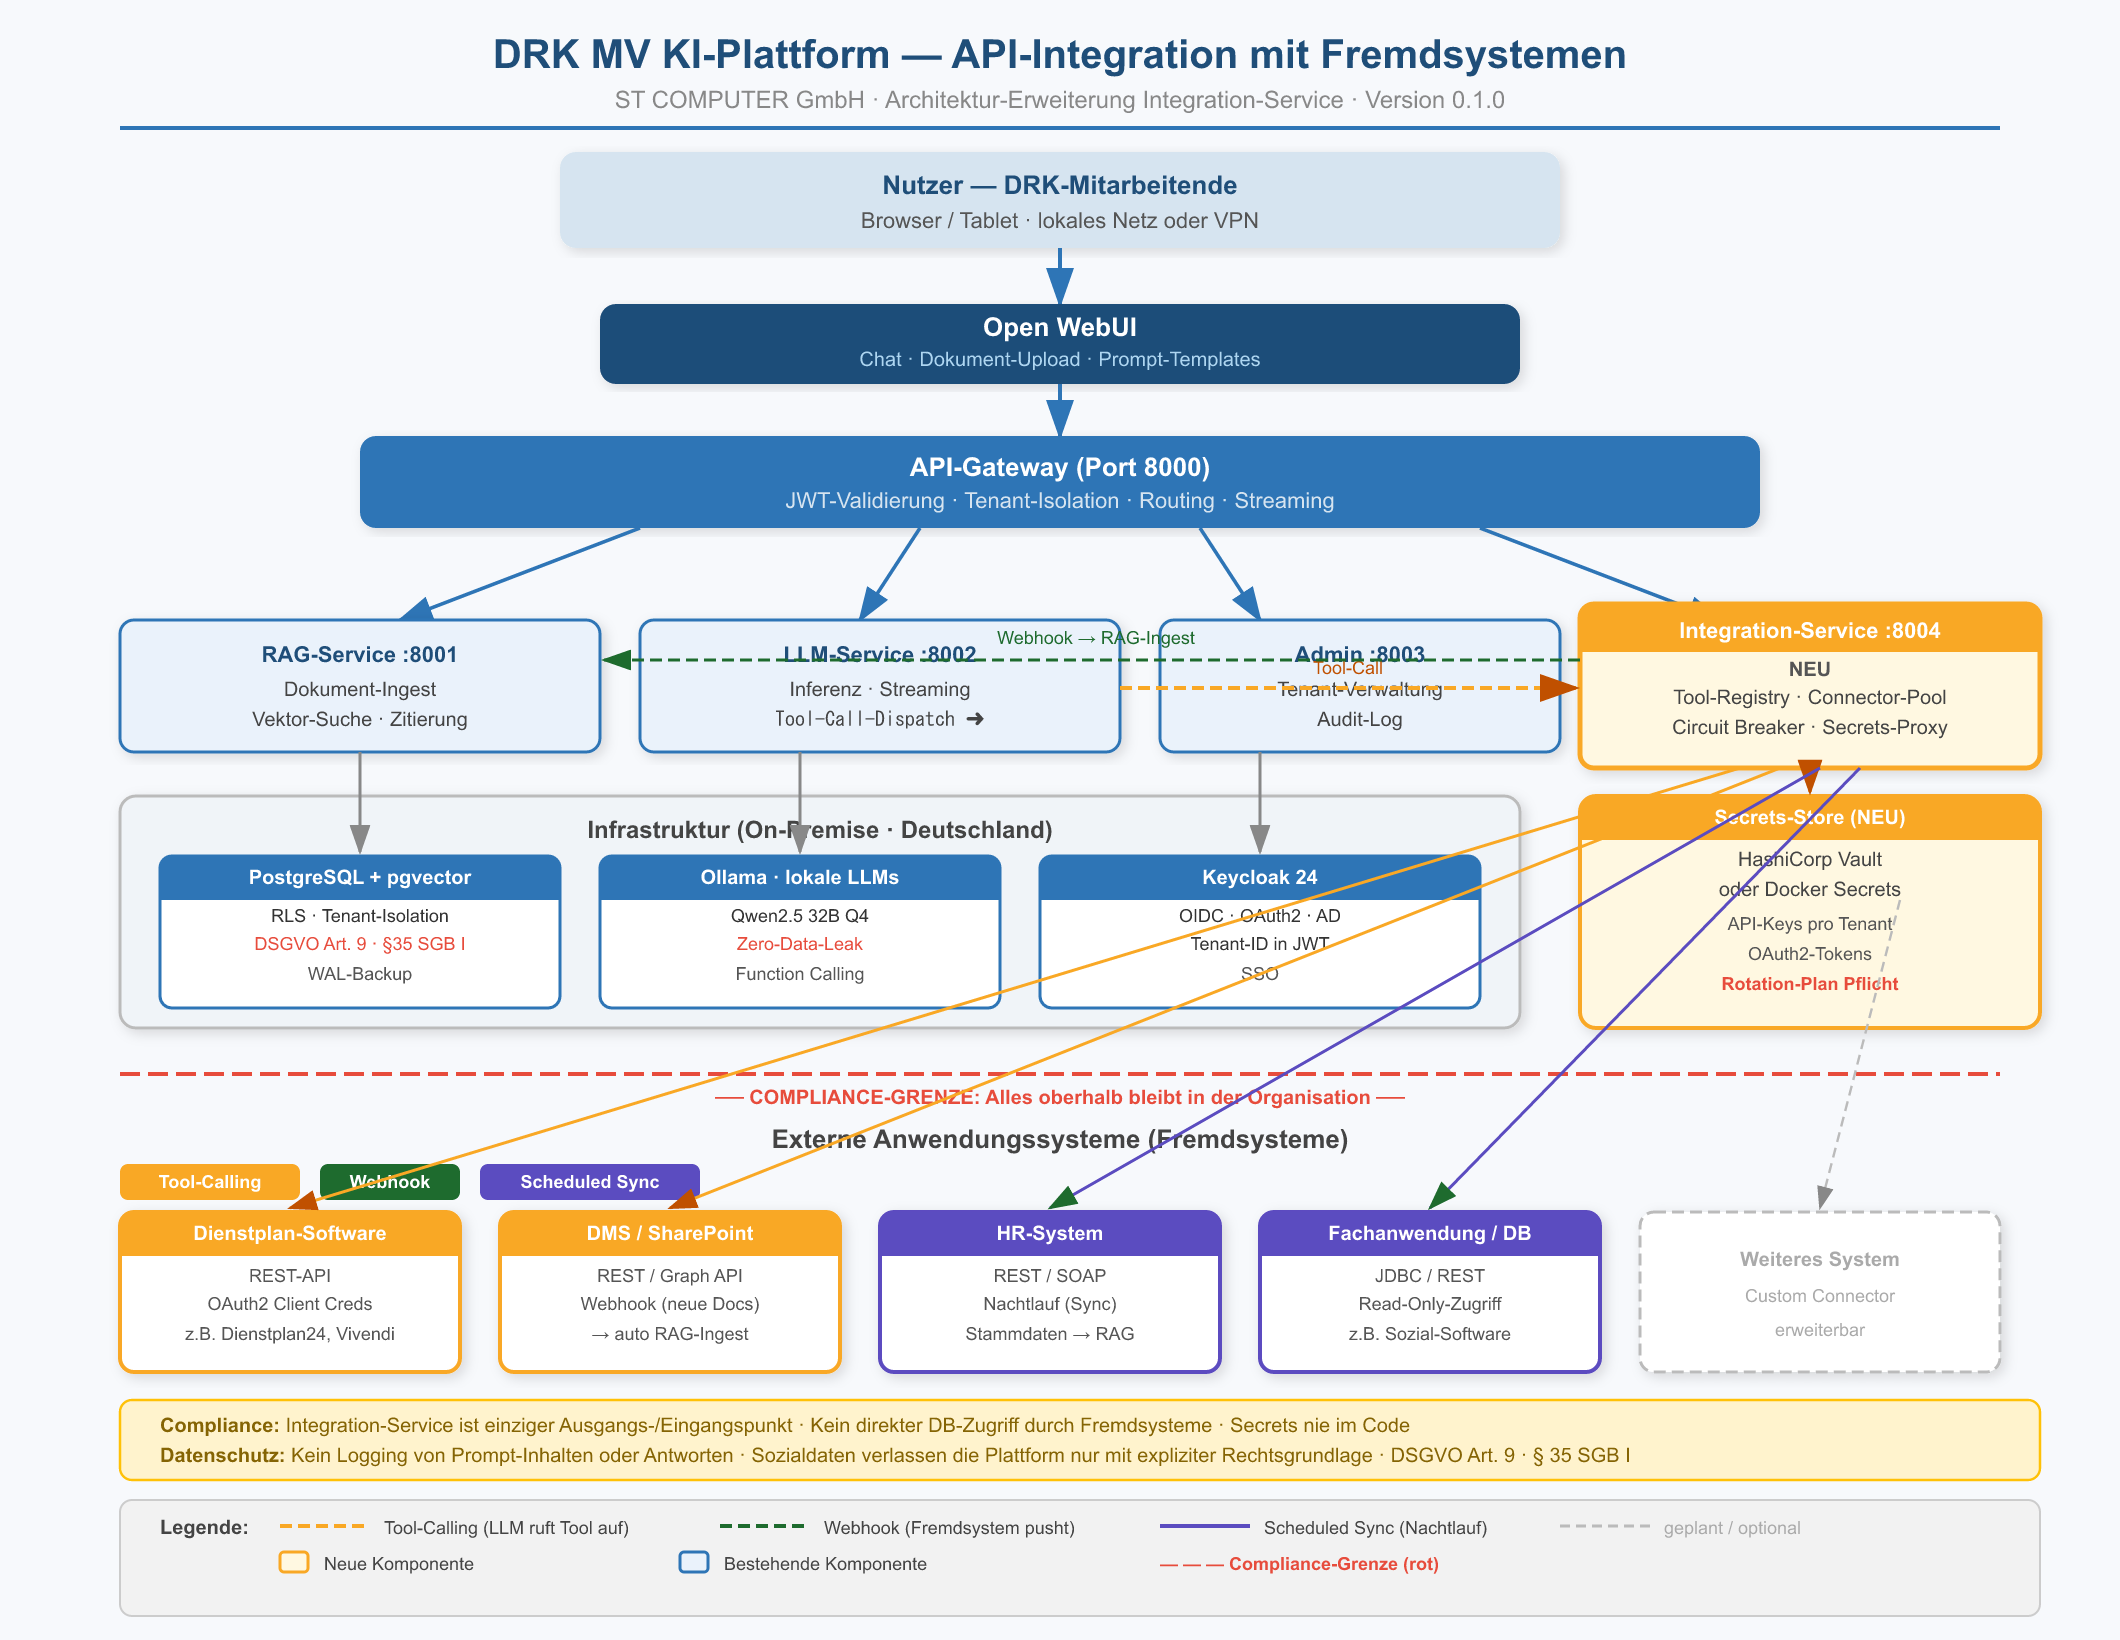 DRK MV KI-Plattform — API-Integration mit Fremdsystemen
ST COMPUTER GmbH · Architektur-Erweiterung Integration-Service · Version 0.1.0
Nutzer — DRK-Mitarbeitende
Browser / Tablet · lokales Netz oder VPN
Open WebUI
Chat · Dokument-Upload · Prompt-Templates
API-Gateway (Port 8000)
JWT-Validierung · Tenant-Isolation · Routing · Streaming
RAG-Service :8001
Dokument-Ingest
Vektor-Suche · Zitierung
LLM-Service :8002
Inferenz · Streaming
Tool-Call-Dispatch ➜
Webhook → RAG-Ingest
Admin :8003
Tool-Call
Tenant-Verwaltung
Audit-Log
Integration-Service :8004
NEU
Tool-Registry · Connector-Pool
Circuit Breaker · Secrets-Proxy
Infrastruktur (On-Premise · Deutschland)
PostgreSQL + pgvector
RLS · Tenant-Isolation
DSGVO Art. 9 · §35 SGB I
WAL-Backup
Ollama · lokale LLMs
Qwen2.5 32B Q4
Zero-Data-Leak
Function Calling
Keycloak 24
OIDC · OAuth2 · AD
Tenant-ID in JWT
SSO
Secrets-Store (NEU)
HashiCorp Vault
oder Docker Secrets
API-Keys pro Tenant
OAuth2-Tokens
Rotation-Plan Pflicht
── COMPLIANCE-GRENZE: Alles oberhalb bleibt in der Organisation ──
Externe Anwendungssysteme (Fremdsysteme)
Tool-Calling
Webhook
Scheduled Sync
Dienstplan-Software
REST-API
OAuth2 Client Creds
z.B. Dienstplan24, Vivendi
DMS / SharePoint
REST / Graph API
Webhook (neue Docs)
→ auto RAG-Ingest
HR-System
REST / SOAP
Nachtlauf (Sync)
Stammdaten → RAG
Fachanwendung / DB
JDBC / REST
Read-Only-Zugriff
z.B. Sozial-Software
Weiteres System
Custom Connector
erweiterbar
Compliance: Integration-Service ist einziger Ausgangs-/Eingangspunkt · Kein direkter DB-Zugriff durch Fremdsysteme · Secrets nie im Code
Datenschutz: Kein Logging von Prompt-Inhalten oder Antworten · Sozialdaten verlassen die Plattform nur mit expliziter Rechtsgrundlage · DSGVO Art. 9 · § 35 SGB I
Legende:
Tool-Calling (LLM ruft Tool auf)
Webhook (Fremdsystem pusht)
Scheduled Sync (Nachtlauf)
geplant / optional
Neue Komponente
Bestehende Komponente
— — — Compliance-Grenze (rot)